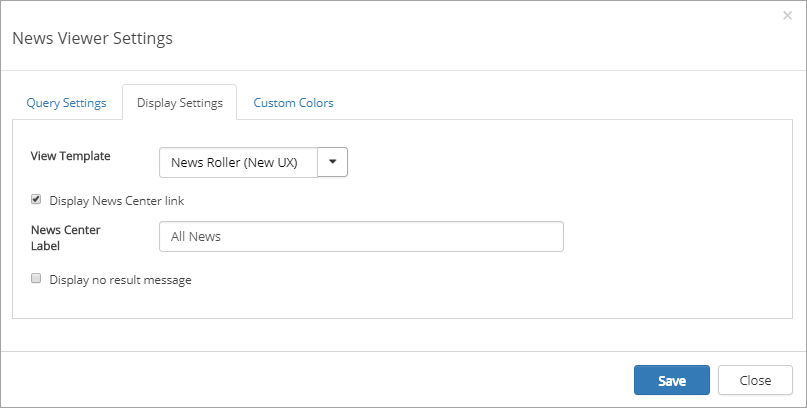 News Viewer Settings
Query Settings Display Settings Custom Colors
View Template News Roller (New UX)
Display News Center link
News Center
Label
All News
Display no result message
Save Close